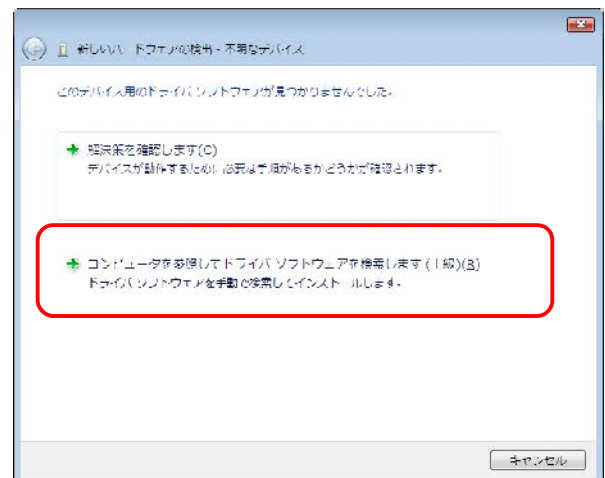 新しいハードウェアの検出 - 不明なデバイス
このデバイス用のドライバ ソフトウェアが見つかりませんでした。
解決策を確認します(C)
デバイスが動作するために必要な手順があるかどうかが確認されます。
コンピュータを参照してドライバ ソフトウェアを検索します (上級)(R)
ドライバ ソフトウェアを手動で検索してインストールします。
キャンセル